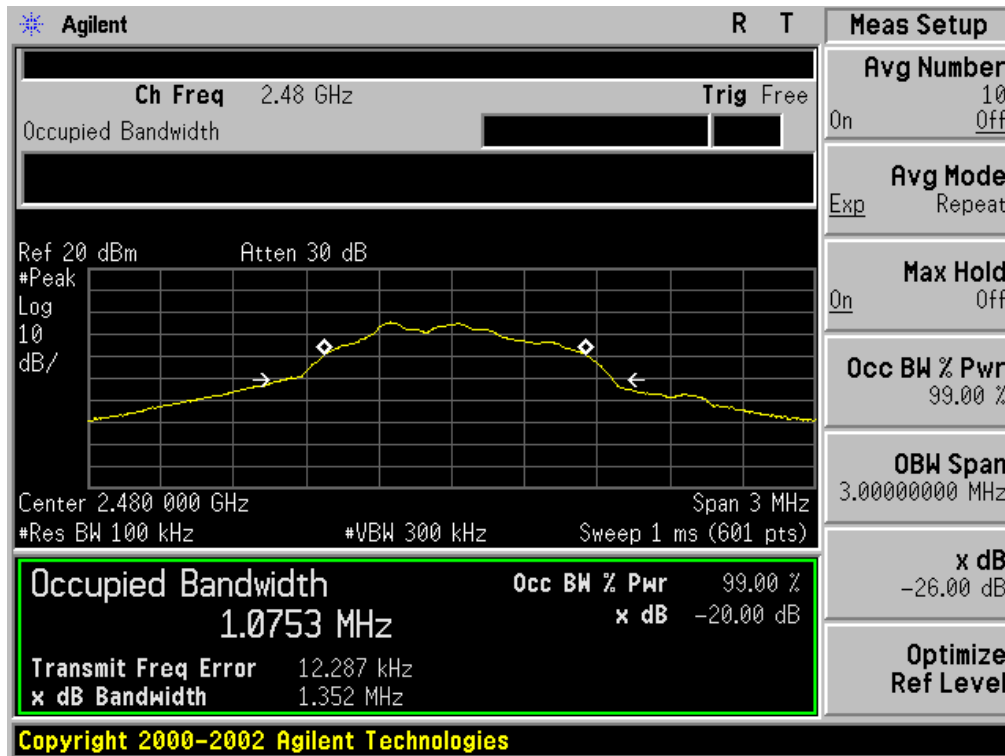 Agilent R T
Ch Freq 2.48 GHz Trig Free
Occupied Bandwidth
Ref 20 dBm Atten 30 dB
#Peak
Log
10
dB/
Center 2.480 000 GHz Span 3 MHz
#Res BW 100 kHz #VBW 300 kHz Sweep 1 ms (601 pts)
Occupied Bandwidth Occ BW % Pwr 99.00 %
1.0753 MHz x dB -20.00 dB
Transmit Freq Error 12.287 kHz
x dB Bandwidth 1.352 MHz
Copyright 2000-2002 Agilent Technologies
Meas Setup
Avg Number
10
On Off
Avg Mode
Exp Repeat
Max Hold
On Off
Occ BW % Pwr
99.00 %
OBW Span
3.00000000 MHz
x dB
-26.00 dB
Optimize
Ref Level